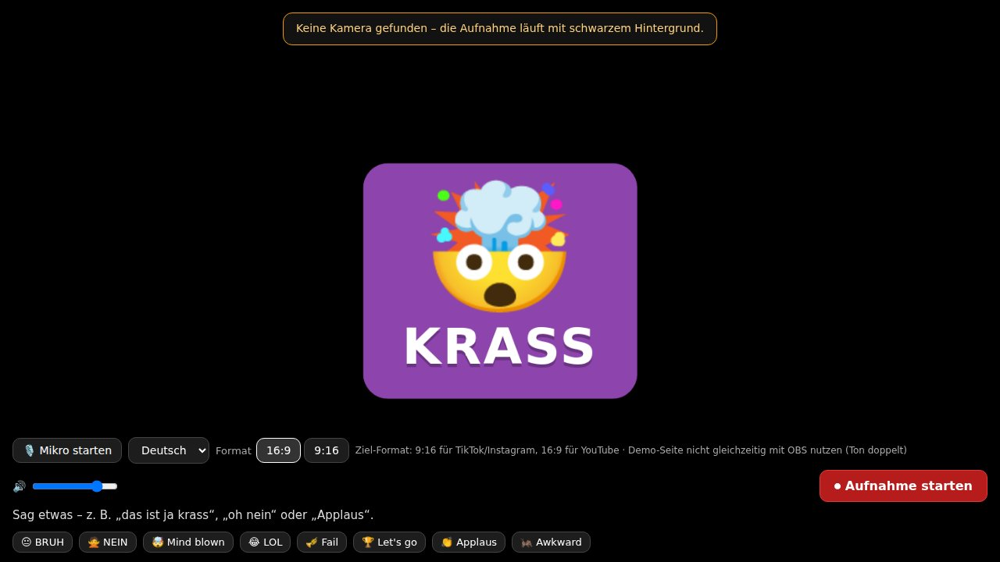 Keine Kamera gefunden – die Aufnahme läuft mit schwarzem Hintergrund.
KRASS
🎙️ Mikro starten Deutsch Format 16:9 9:16 Ziel-Format: 9:16 für TikTok/Instagram, 16:9 für YouTube · Demo-Seite nicht gleichzeitig mit OBS nutzen (Ton doppelt)
🔊 ● Aufnahme starten
Sag etwas – z. B. „das ist ja krass“, „oh nein“ oder „Applaus“.
😐 BRUH 🙅 NEIN 🤯 Mind blown 😂 LOL 🎺 Fail 🏆 Let's go 👏 Applaus 🦗 Awkward